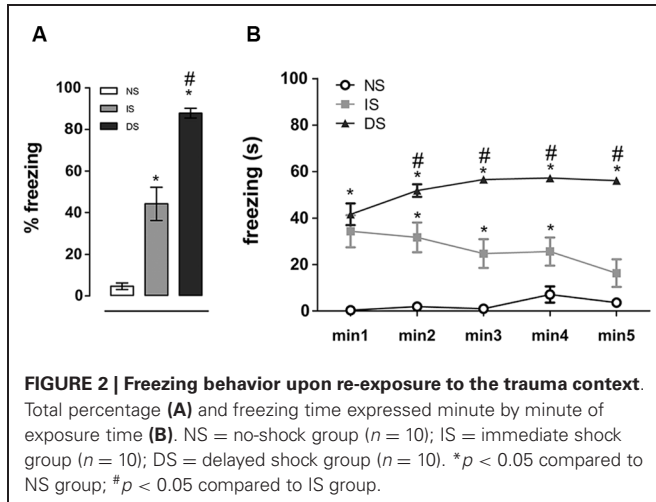 A
B
NS
IS
DS
% freezing
100
80
60
40
20
0
*
#
*
NS
IS
DS
freezing (s)
100
80
60
40
20
0
# # # #
* * * * *
* * *
min1 min2 min3 min4 min5
FIGURE 2 | Freezing behavior upon re-exposure to the trauma context.
Total percentage (A) and freezing time expressed minute by minute of
exposure time (B). NS = no-shock group (n = 10); IS = immediate shock
group (n = 10); DS = delayed shock group (n = 10). *p < 0.05 compared to
NS group; #p < 0.05 compared to IS group.